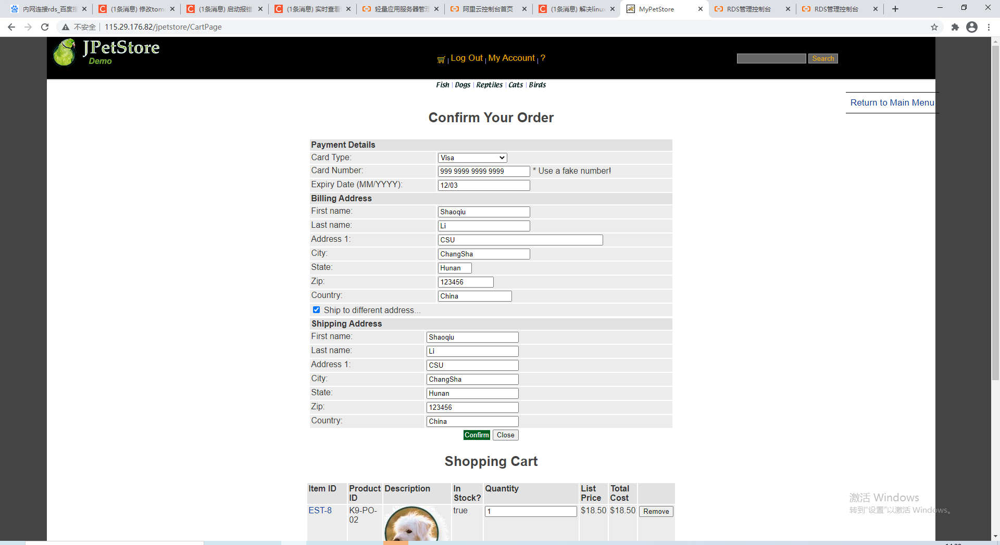 内网连接rds_百度搜
(1条消息) 修改tom
(1条消息) 启动报错
(1条消息) 实时查看
轻量应用服务器管理
阿里云控制台首页
(1条消息) 解决linux
MyPetStore
RDS管理控制台
RDS管理控制台
不安全 115.29.176.82/jpetstore/CartPage
JPetStore
Demo
Log Out | My Account | ?
Search
Fish | Dogs | Reptiles | Cats | Birds
Return to Main Menu
Confirm Your Order
Payment Details
Card Type: Visa
Card Number: 999 9999 9999 9999 * Use a fake number!
Expiry Date (MM/YYYY): 12/03
Billing Address
First name: Shaoqiu
Last name: Li
Address 1: CSU
City: ChangSha
State: Hunan
Zip: 123456
Country: China
Ship to different address...
Shipping Address
First name: Shaoqiu
Last name: Li
Address 1: CSU
City: ChangSha
State: Hunan
Zip: 123456
Country: China
Confirm Close
Shopping Cart
Item ID Product ID Description In Stock? Quantity List Price Total Cost
EST-8 K9-PO-02 true 1 $18.50 $18.50 Remove
激活 Windows
转到“设置”以激活 Windows。